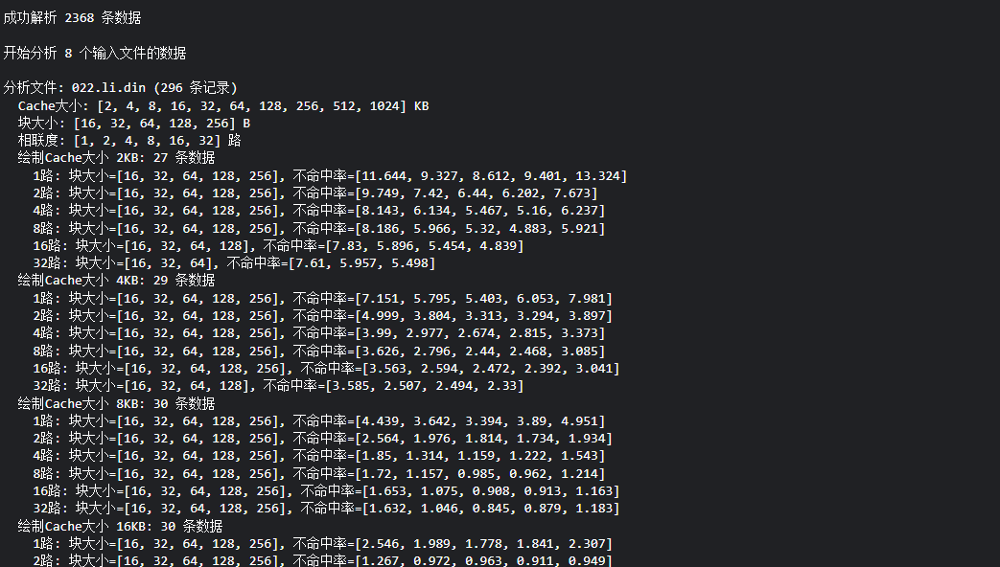 成功解析 2368 条数据
开始分析 8 个输入文件的数据
分析文件: 022.li.din (296 条记录)
Cache大小: [2, 4, 8, 16, 32, 64, 128, 256, 512, 1024] KB
块大小: [16, 32, 64, 128, 256] B
相联度: [1, 2, 4, 8, 16, 32] 路
绘制Cache大小 2KB: 27 条数据
1路: 块大小=[16, 32, 64, 128, 256], 不命中率=[11.644, 9.327, 8.612, 9.401, 13.324]
2路: 块大小=[16, 32, 64, 128, 256], 不命中率=[9.749, 7.42, 6.44, 6.202, 7.673]
4路: 块大小=[16, 32, 64, 128, 256], 不命中率=[8.143, 6.134, 5.467, 5.16, 6.237]
8路: 块大小=[16, 32, 64, 128, 256], 不命中率=[8.186, 5.966, 5.32, 4.883, 5.921]
16路: 块大小=[16, 32, 64, 128], 不命中率=[7.83, 5.896, 5.454, 4.839]
32路: 块大小=[16, 32, 64], 不命中率=[7.61, 5.957, 5.498]
绘制Cache大小 4KB: 29 条数据
1路: 块大小=[16, 32, 64, 128, 256], 不命中率=[7.151, 5.795, 5.403, 6.053, 7.981]
2路: 块大小=[16, 32, 64, 128, 256], 不命中率=[4.999, 3.804, 3.313, 3.294, 3.897]
4路: 块大小=[16, 32, 64, 128, 256], 不命中率=[3.99, 2.977, 2.674, 2.815, 3.373]
8路: 块大小=[16, 32, 64, 128, 256], 不命中率=[3.626, 2.796, 2.44, 2.468, 3.085]
16路: 块大小=[16, 32, 64, 128, 256], 不命中率=[3.563, 2.594, 2.472, 2.392, 3.041]
32路: 块大小=[16, 32, 64, 128], 不命中率=[3.585, 2.507, 2.494, 2.33]
绘制Cache大小 8KB: 30 条数据
1路: 块大小=[16, 32, 64, 128, 256], 不命中率=[4.439, 3.642, 3.394, 3.89, 4.951]
2路: 块大小=[16, 32, 64, 128, 256], 不命中率=[2.564, 1.976, 1.814, 1.734, 1.934]
4路: 块大小=[16, 32, 64, 128, 256], 不命中率=[1.85, 1.314, 1.159, 1.222, 1.543]
8路: 块大小=[16, 32, 64, 128, 256], 不命中率=[1.72, 1.157, 0.985, 0.962, 1.214]
16路: 块大小=[16, 32, 64, 128, 256], 不命中率=[1.653, 1.075, 0.908, 0.913, 1.163]
32路: 块大小=[16, 32, 64, 128, 256], 不命中率=[1.632, 1.046, 0.845, 0.879, 1.183]
绘制Cache大小 16KB: 30 条数据
1路: 块大小=[16, 32, 64, 128, 256], 不命中率=[2.546, 1.989, 1.778, 1.841, 2.307]
2路: 块大小=[16, 32, 64, 128, 256], 不命中率=[1.267, 0.972, 0.963, 0.911, 0.949]